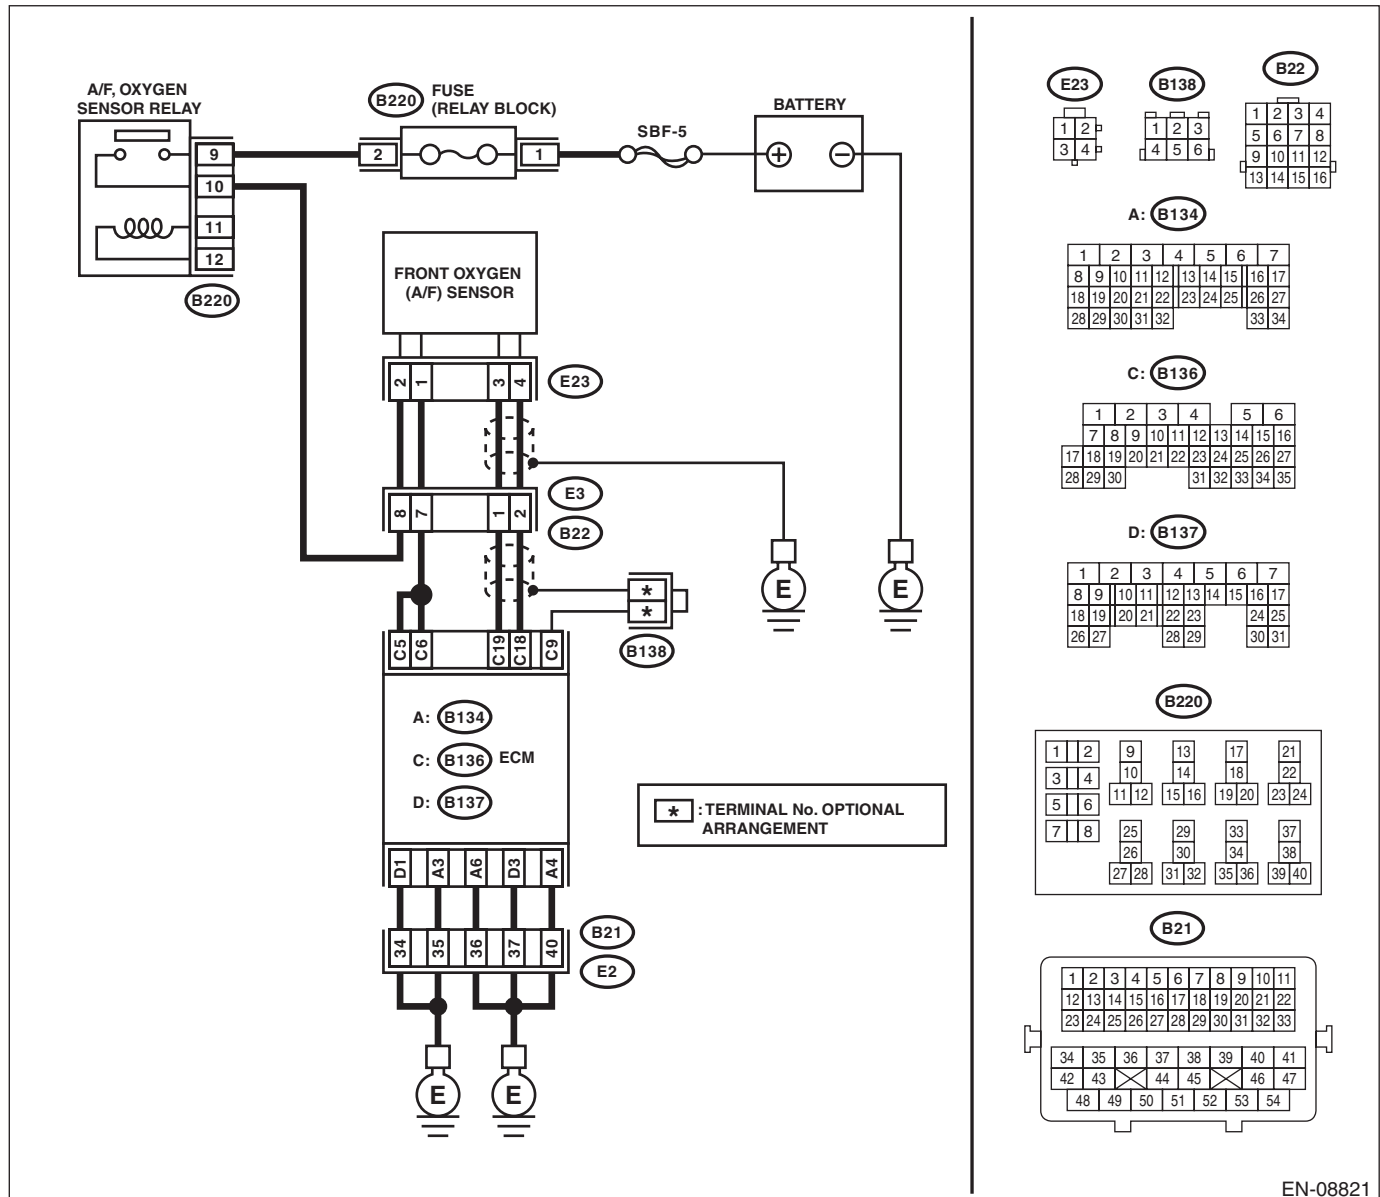 A/F, OXYGEN
SENSOR RELAY
9
10
11
12
B220
B220
FUSE
(RELAY BLOCK)
2
1
SBF-5
BATTERY
+
−
FRONT OXYGEN
(A/F) SENSOR
2 1 3 4
E23
E3
8 7 1 2
B22
*
*
B138
C5 C6 C19 C18 C9
E
E
A: B134
C: B136 ECM
D: B137
* : TERMINAL No. OPTIONAL
ARRANGEMENT
D1 A3 A6 D3 A4
B21
34 35 36 37 40
E2
E
E
E23
1 2
3 4
B138
1 2 3
4 5 6
B22
1 2 3 4
5 6 7 8
9 10 11 12
13 14 15 16
A: B134
1 2 3 4 5 6 7
8 9 10 11 12 13 14 15 16 17
18 19 20 21 22 23 24 25 26 27
28 29 30 31 32 33 34
C: B136
1 2 3 4 5 6
7 8 9 10 11 12 13 14 15 16
17 18 19 20 21 22 23 24 25 26 27
28 29 30 31 32 33 34 35
D: B137
1 2 3 4 5 6 7
8 9 10 11 12 13 14 15 16 17
18 19 20 21 22 23 24 25
26 27 28 29 30 31
B220
1 2 9 13 17 21
3 4 10 14 18 22
5 6 11 12 15 16 19 20 23 24
7 8 25 29 33 37
26 30 34 38
27 28 31 32 35 36 39 40
B21
1 2 3 4 5 6 7 8 9 10 11
12 13 14 15 16 17 18 19 20 21 22
23 24 25 26 27 28 29 30 31 32 33
34 35 36 37 38 39 40 41
42 43 44 45 46 47
48 49 50 51 52 53 54
EN-08821